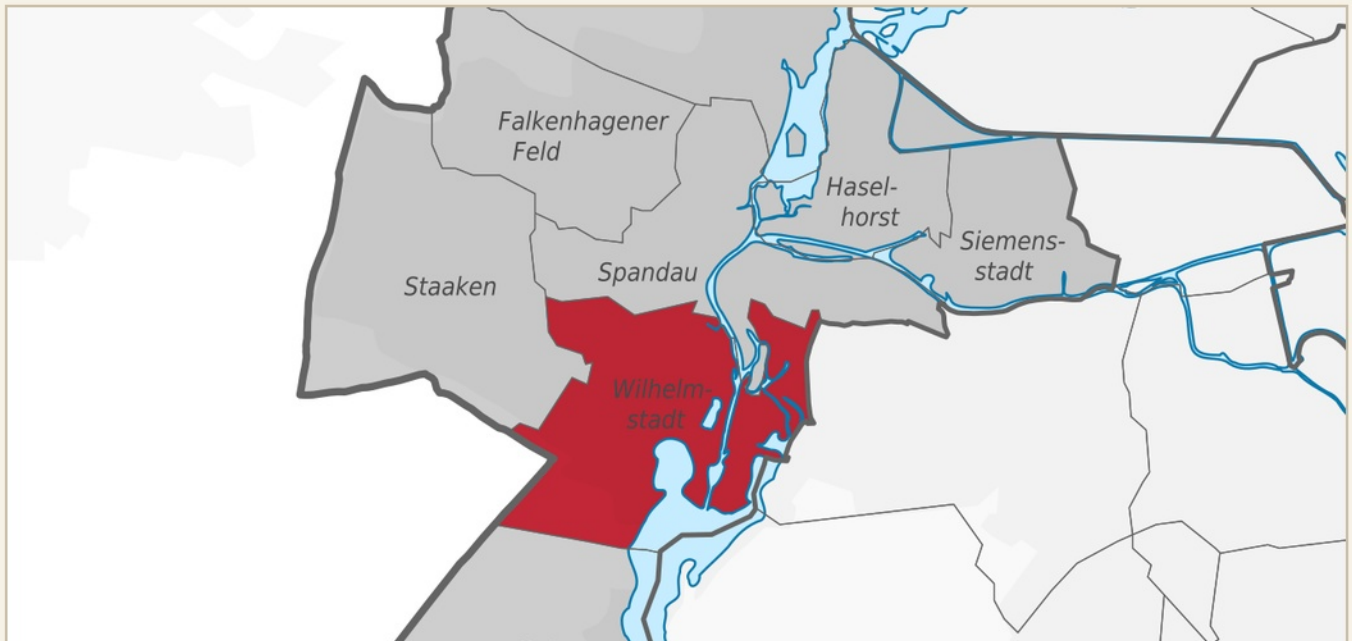 Falkenhagener
Feld
Hasel-
horst
Siemens-
stadt
Spandau
Staaken
Wilhelm-
stadt